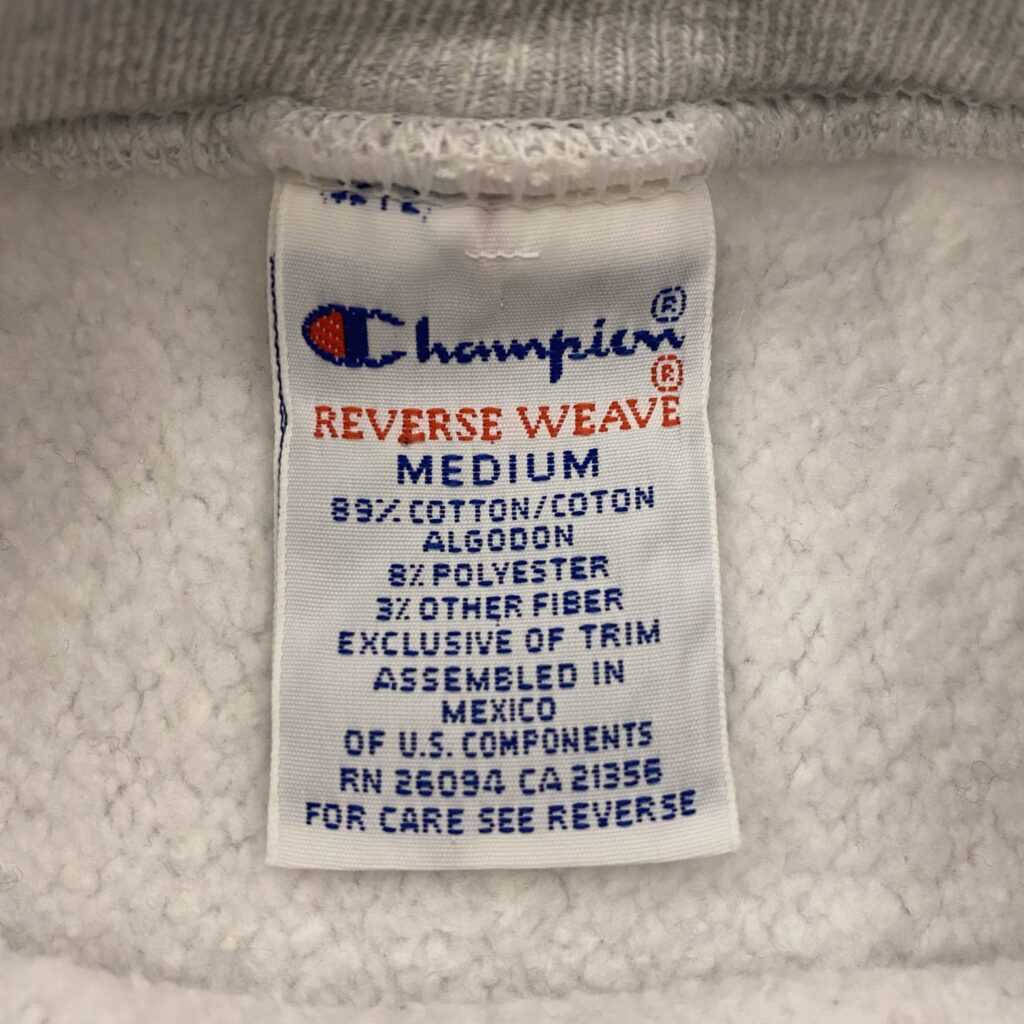 Champion®
REVERSE WEAVE®
MEDIUM
89% COTTON/COTON
ALGODON
8% POLYESTER
3% OTHER FIBER
EXCLUSIVE OF TRIM
ASSEMBLED IN
MEXICO
OF U.S. COMPONENTS
RN 26094 CA 21356
FOR CARE SEE REVERSE